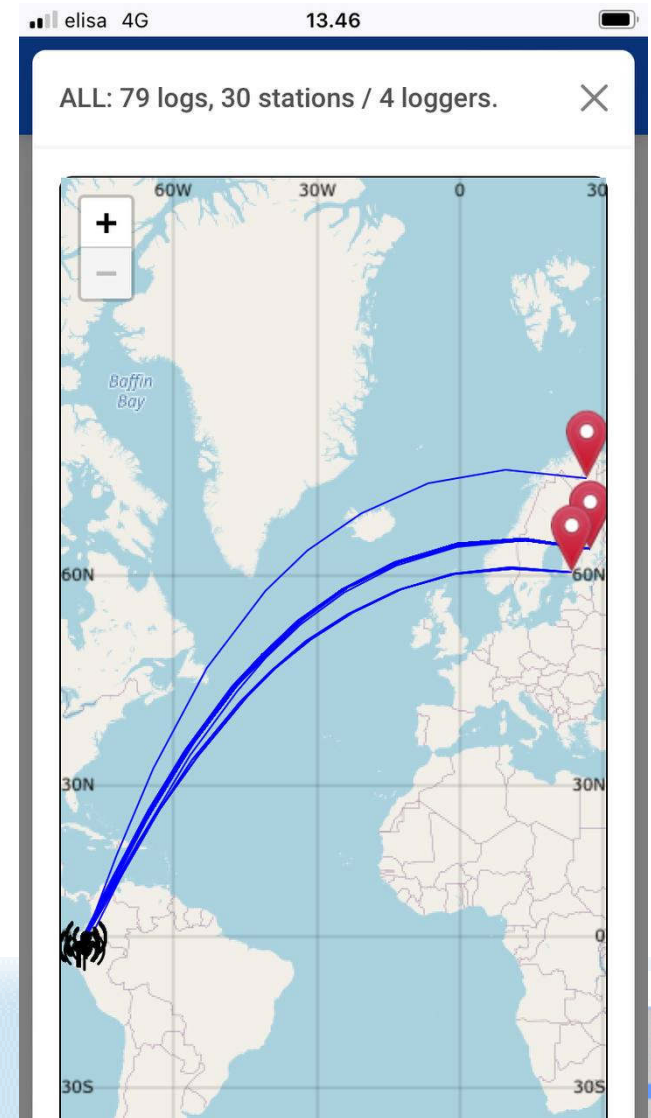 elisa 4G 13.46
ALL: 79 logs, 30 stations / 4 loggers.
60W 30W 0 30
+
−
Baffin
Bay
60N 60N
30N 30N
0
30S 30S